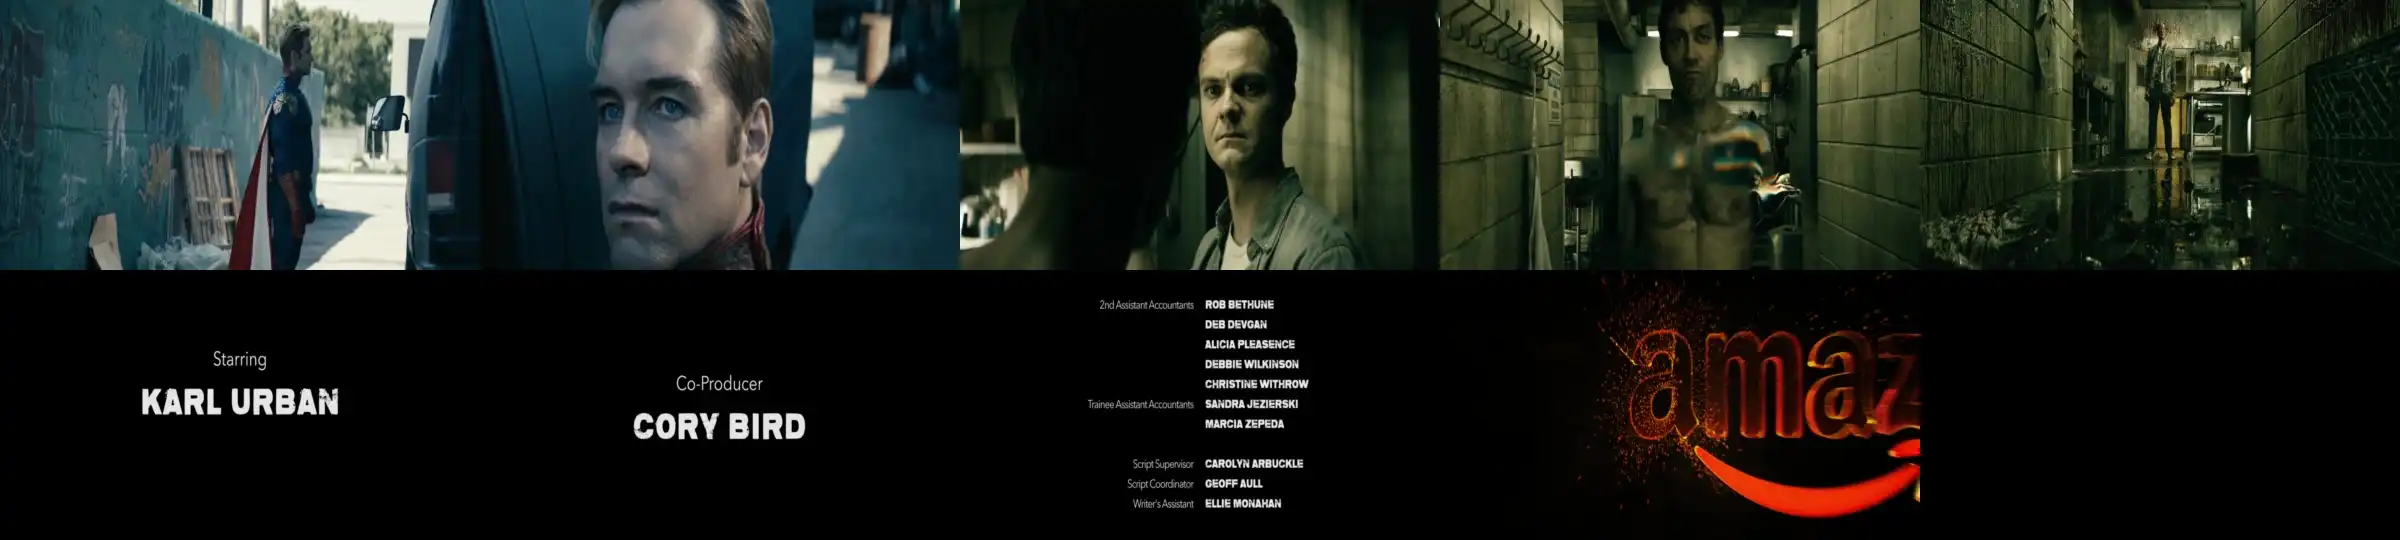 Starring
KARL URBAN
Co-Producer
CORY BIRD
2nd Assistant Accountants ROB BETHUNE
DEB DEVGAN
ALICIA PLEASENCE
DEBBIE WILKINSON
CHRISTINE WITHROW
Trainee Assistant Accountants SANDRA JEZIERSKI
MARCIA ZEPEDA
Script Supervisor CAROLYN ARBUCKLE
Script Coordinator GEOFF AULL
Writer's Assistant ELLIE MONAHAN
amaz